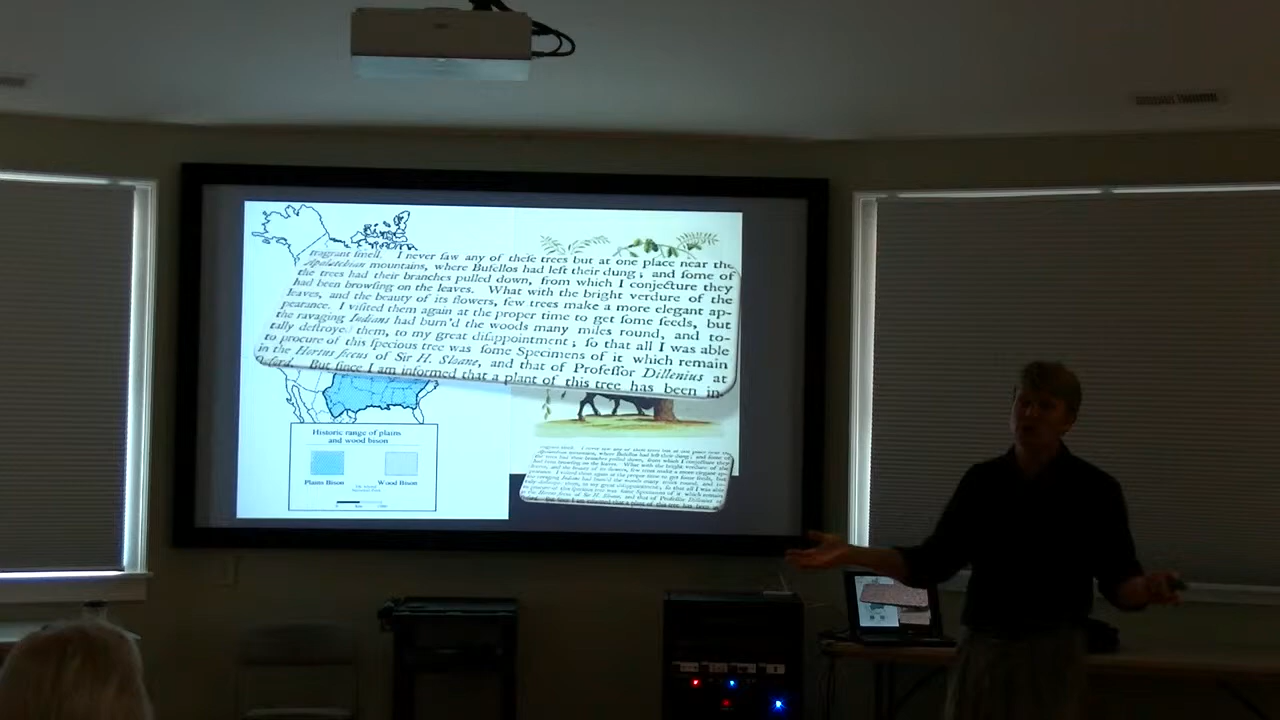 fragrant smell. I never saw any of these trees but at one place near the
Apalatchian mountains, where Buffellos had left their dung; and some of
the trees had their branches pulled down, from which I conjecture they
had been browsing on the leaves. What with the bright verdure of the
leaves, and the beauty of its flowers, few trees make a more elegant ap-
pearance. I visited them again at the proper time to get some seeds, but
the ravaging Indians had burn'd the woods many miles round, and to-
tally destroye them, to my great disappointment; so that all I was able
to procure of this specious tree was some Specimens of it which remain
in the Hortus siccus of Sir H. Sloane, and that of Professor Dillenius at
Oxford. But since I am informed that a plant of this tree has been in-
Historic range of plains
and wood bison
Plains Bison
Wood Bison